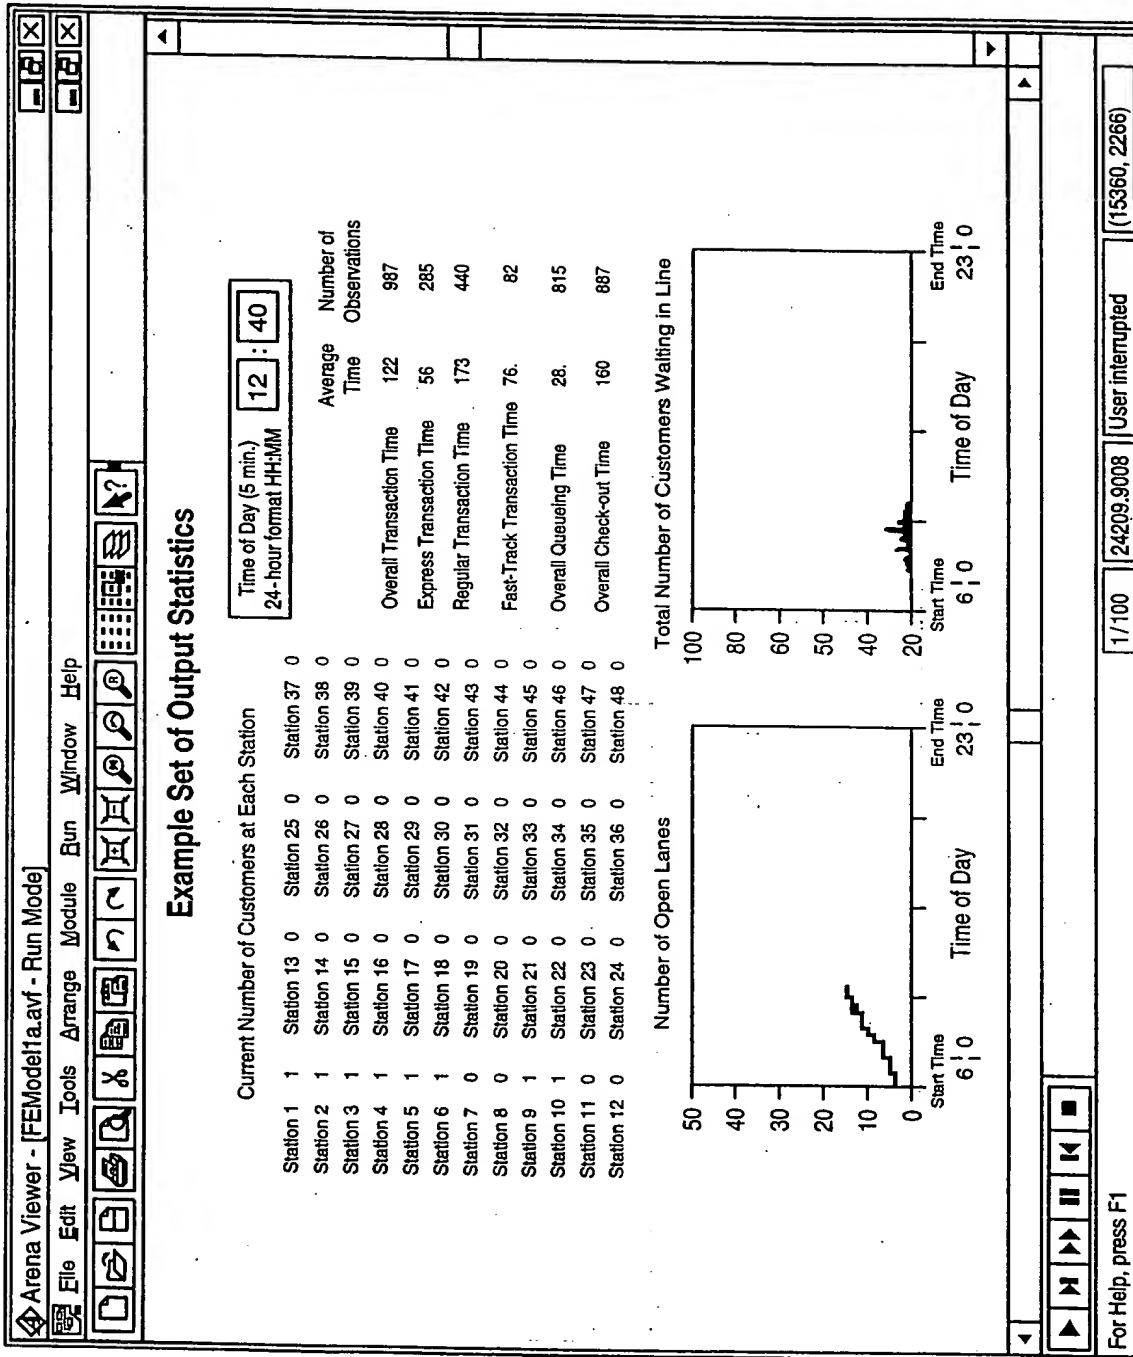 Arena Viewer - [FEModel1a.avf - Run Mode]
File Edit View Tools Arrange Module Run Window Help
Example Set of Output Statistics
Current Number of Customers at Each Station
Station 1 1 Station 13 0 Station 25 0 Station 37 0
Station 2 1 Station 14 0 Station 26 0 Station 38 0
Station 3 1 Station 15 0 Station 27 0 Station 39 0
Station 4 1 Station 16 0 Station 28 0 Station 40 0
Station 5 1 Station 17 0 Station 29 0 Station 41 0
Station 6 1 Station 18 0 Station 30 0 Station 42 0
Station 7 0 Station 19 0 Station 31 0 Station 43 0
Station 8 0 Station 20 0 Station 32 0 Station 44 0
Station 9 1 Station 21 0 Station 33 0 Station 45 0
Station 10 1 Station 22 0 Station 34 0 Station 46 0
Station 11 0 Station 23 0 Station 35 0 Station 47 0
Station 12 0 Station 24 0 Station 36 0 Station 48 0
Time of Day (5 min.)
24-hour format HH:MM
12 : 40
Average Time Number of Observations
Overall Transaction Time 122 987
Express Transaction Time 56 285
Regular Transaction Time 173 440
Fast-Track Transaction Time 76. 82
Overall Queueing Time 28. 815
Overall Check-out Time 160 887
Number of Open Lanes
50
40
30
20
10
0
Start Time
6 0
Time of Day
End Time
23 0
Total Number of Customers Waiting in Line
100
80
60
50
40
20
Start Time
6 0
Time of Day
End Time
23 0
For Help, press F1
1/100
24209.9008
User interrupted
(15360, 2266)